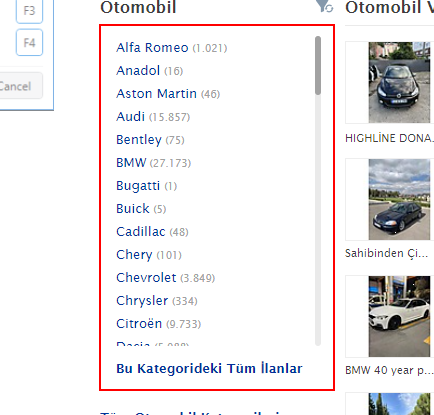 F3
F4
Cancel
Otomobil
Alfa Romeo (1.021)
Anadol (16)
Aston Martin (46)
Audi (15.857)
Bentley (75)
BMW (27.173)
Bugatti (1)
Buick (5)
Cadillac (48)
Chery (101)
Chevrolet (3.849)
Chrysler (334)
Citroën (9.733)
Dacia
Bu Kategorideki Tüm İlanlar
Otomobil V
HIGHLİNE DONA.
Sahibinden Çi...
BMW 40 year p...